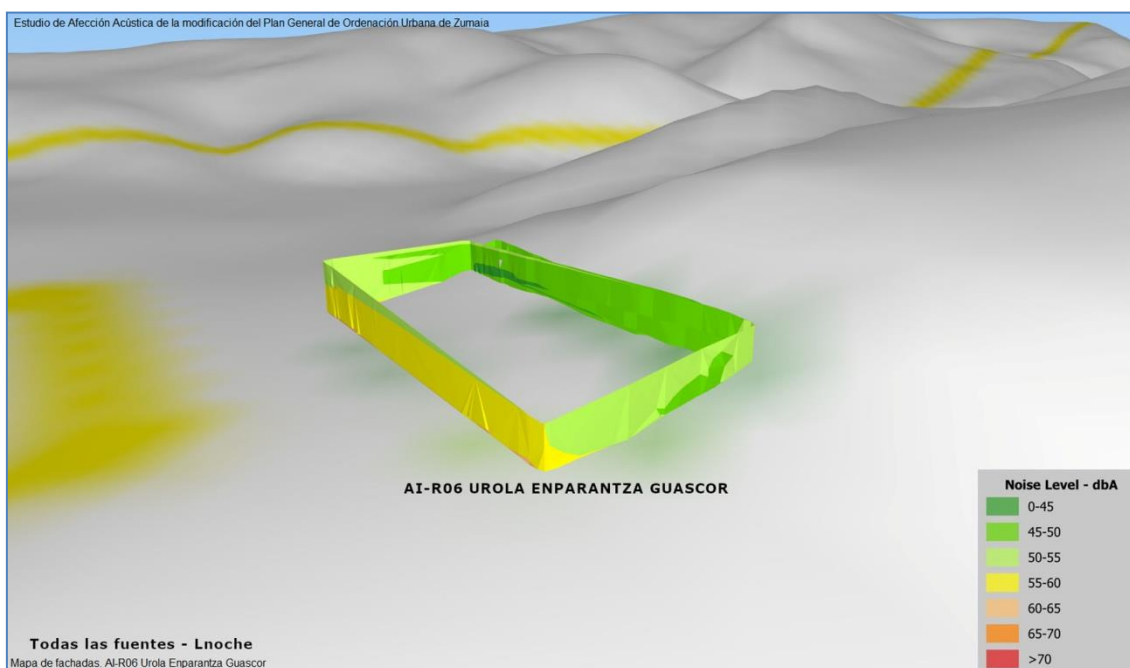 Estudio de Afección Acústica de la modificación del Plan General de Ordenación Urbana de Zumaia
AI-R06 UROLA ENPARANTZA GUASCOR
Noise Level - dbA
0-45
45-50
50-55
55-60
60-65
65-70
>70
Todas las fuentes - Lnoche
Mapa de fachadas. AI-R06 Urola Enparantza Guascor